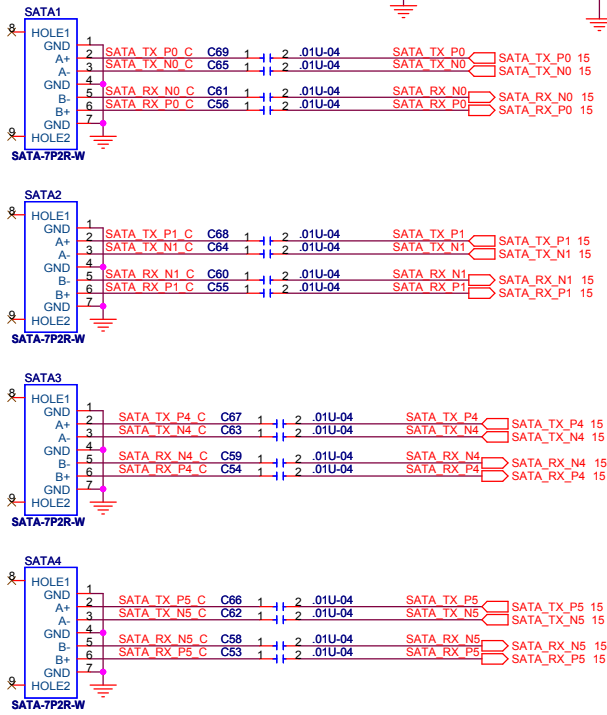 SATA1
8 HOLE1
GND 1
A+ 2 SATA_TX_P0_C C69 1 2 .01U-04 SATA_TX_P0 SATA_TX_P0 15
A- 3 SATA_TX_N0_C C65 1 2 .01U-04 SATA_TX_N0 SATA_TX_N0 15
GND 4
B- 5 SATA_RX_N0_C C61 1 2 .01U-04 SATA_RX_N0 SATA_RX_N0 15
B+ 6 SATA_RX_P0_C C56 1 2 .01U-04 SATA_RX_P0 SATA_RX_P0 15
GND 7
9 HOLE2
SATA-7P2R-W
SATA2
8 HOLE1
GND 1
A+ 2 SATA_TX_P1_C C68 1 2 .01U-04 SATA_TX_P1 SATA_TX_P1 15
A- 3 SATA_TX_N1_C C64 1 2 .01U-04 SATA_TX_N1 SATA_TX_N1 15
GND 4
B- 5 SATA_RX_N1_C C60 1 2 .01U-04 SATA_RX_N1 SATA_RX_N1 15
B+ 6 SATA_RX_P1_C C55 1 2 .01U-04 SATA_RX_P1 SATA_RX_P1 15
GND 7
9 HOLE2
SATA-7P2R-W
SATA3
8 HOLE1
GND 1
A+ 2 SATA_TX_P4_C C67 1 2 .01U-04 SATA_TX_P4 SATA_TX_P4 15
A- 3 SATA_TX_N4_C C63 1 2 .01U-04 SATA_TX_N4 SATA_TX_N4 15
GND 4
B- 5 SATA_RX_N4_C C59 1 2 .01U-04 SATA_RX_N4 SATA_RX_N4 15
B+ 6 SATA_RX_P4_C C54 1 2 .01U-04 SATA_RX_P4 SATA_RX_P4 15
GND 7
9 HOLE2
SATA-7P2R-W
SATA4
8 HOLE1
GND 1
A+ 2 SATA_TX_P5_C C66 1 2 .01U-04 SATA_TX_P5 SATA_TX_P5 15
A- 3 SATA_TX_N5_C C62 1 2 .01U-04 SATA_TX_N5 SATA_TX_N5 15
GND 4
B- 5 SATA_RX_N5_C C58 1 2 .01U-04 SATA_RX_N5 SATA_RX_N5 15
B+ 6 SATA_RX_P5_C C53 1 2 .01U-04 SATA_RX_P5 SATA_RX_P5 15
GND 7
9 HOLE2
SATA-7P2R-W